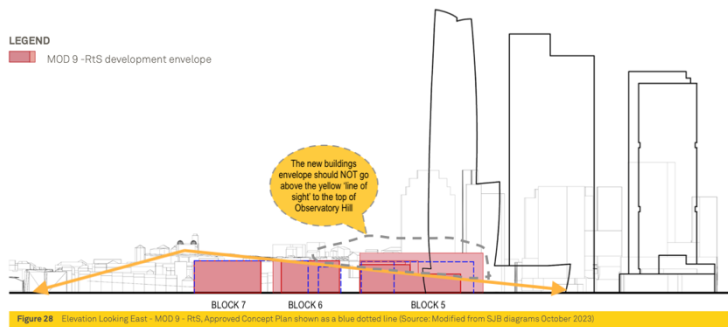 LEGEND
MOD 9 -RtS development envelope
The new buildings
envelope should NOT go
above the yellow 'line of
sight' to the top of
Observatory Hill
BLOCK 7
BLOCK 6
BLOCK 5
Figure 28 Elevation Looking East - MOD 9 - RtS, Approved Concept Plan shown as a blue dotted line (Source: Modified from SJB diagrams October 2023)